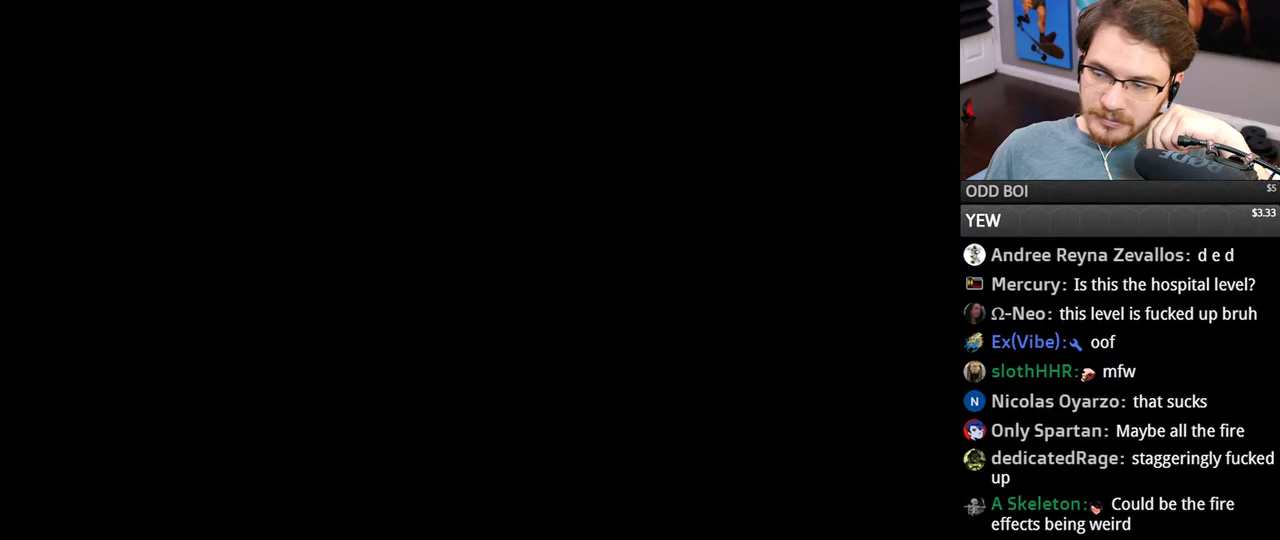 RODE
ODD BOI $5
YEW $3.33
Andree Reyna Zevallos: d e d
Mercury: Is this the hospital level?
Ω-Neo: this level is fucked up bruh
Ex(Vibe): oof
slothHHR: mfw
N Nicolas Oyarzo: that sucks
Only Spartan: Maybe all the fire
dedicatedRage: staggeringly fucked
up
A Skeleton: Could be the fire
effects being weird